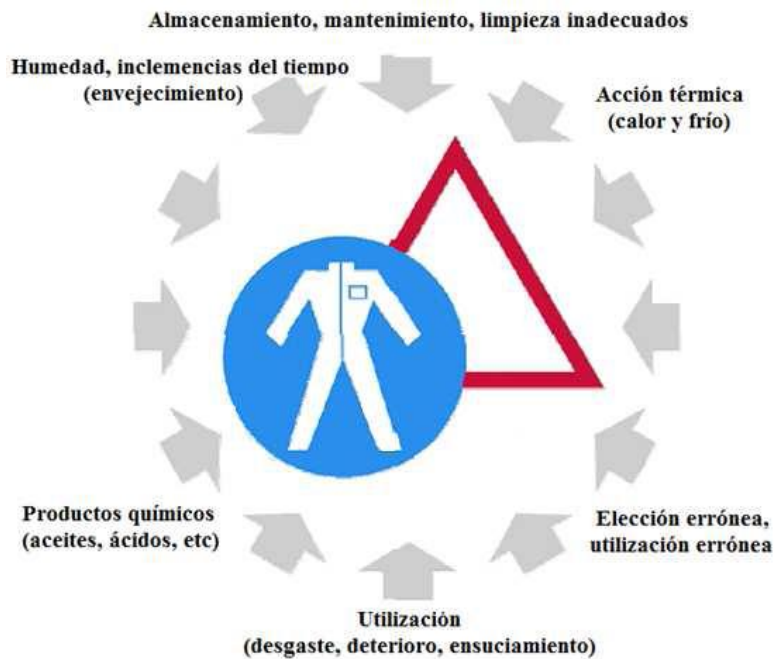 Almacenamiento, mantenimiento, limpieza inadecuados
Humedad, inclemencias del tiempo
(envejecimiento)
Acción térmica
(calor y frío)
Productos químicos
(aceites, ácidos, etc)
Elección errónea,
utilización errónea
Utilización
(desgaste, deterioro, ensuciamiento)